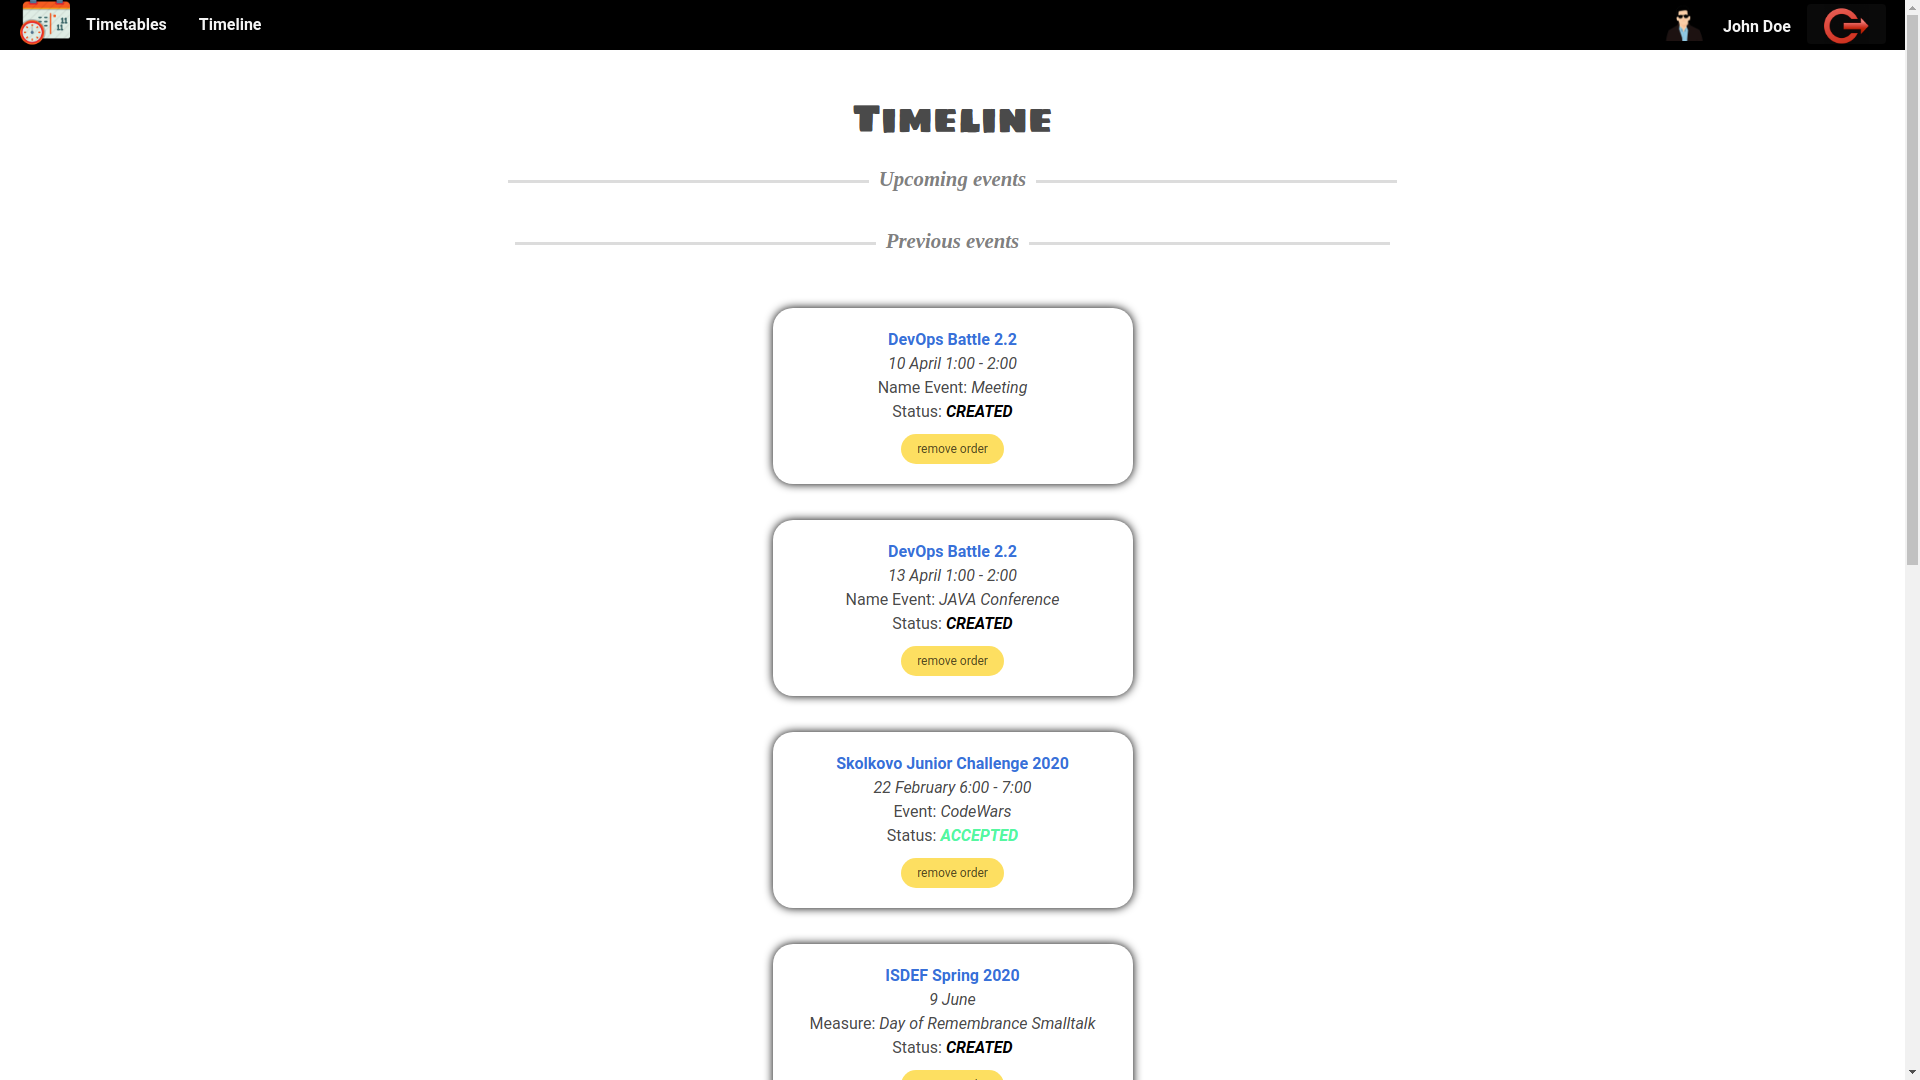 Timetables
Timeline
John Doe
Timeline
Upcoming events
Previous events
DevOps Battle 2.2
10 April 1:00 - 2:00
Name Event: Meeting
Status: CREATED
remove order
DevOps Battle 2.2
13 April 1:00 - 2:00
Name Event: JAVA Conference
Status: CREATED
remove order
Skolkovo Junior Challenge 2020
22 February 6:00 - 7:00
Event: CodeWars
Status: ACCEPTED
remove order
ISDEF Spring 2020
9 June
Measure: Day of Remembrance Smalltalk
Status: CREATED